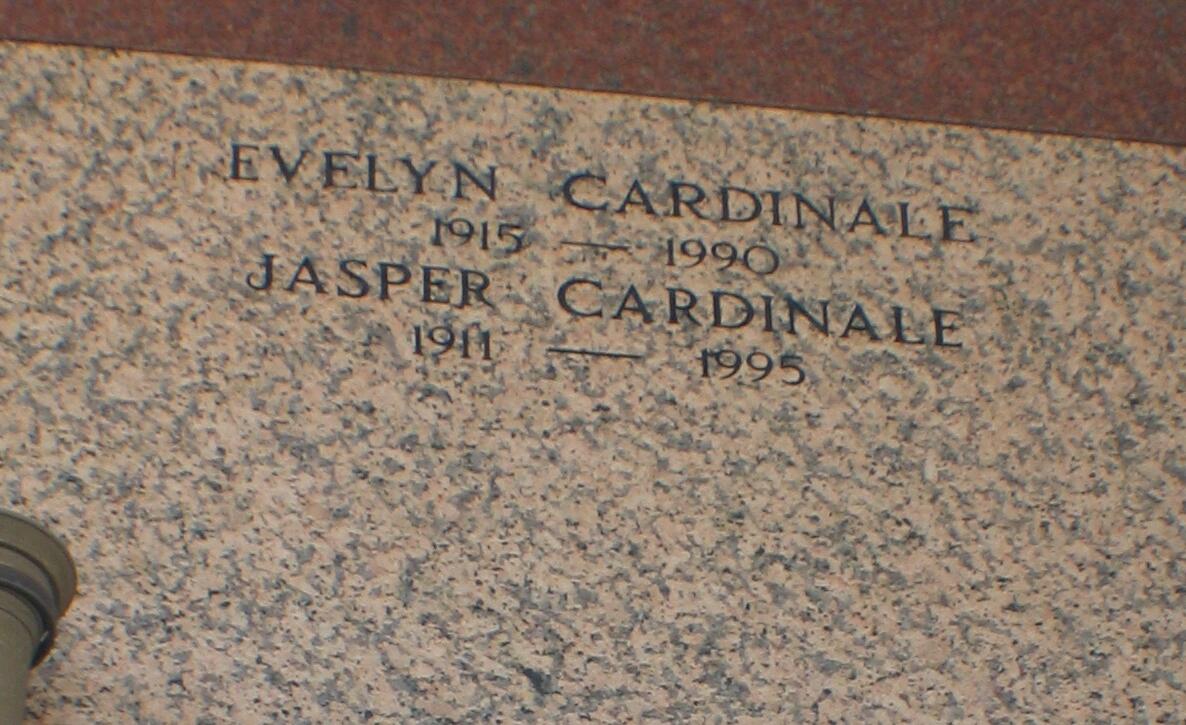 EVELYN CARDINALE
1915 — 1990
JASPER CARDINALE
1911 — 1995